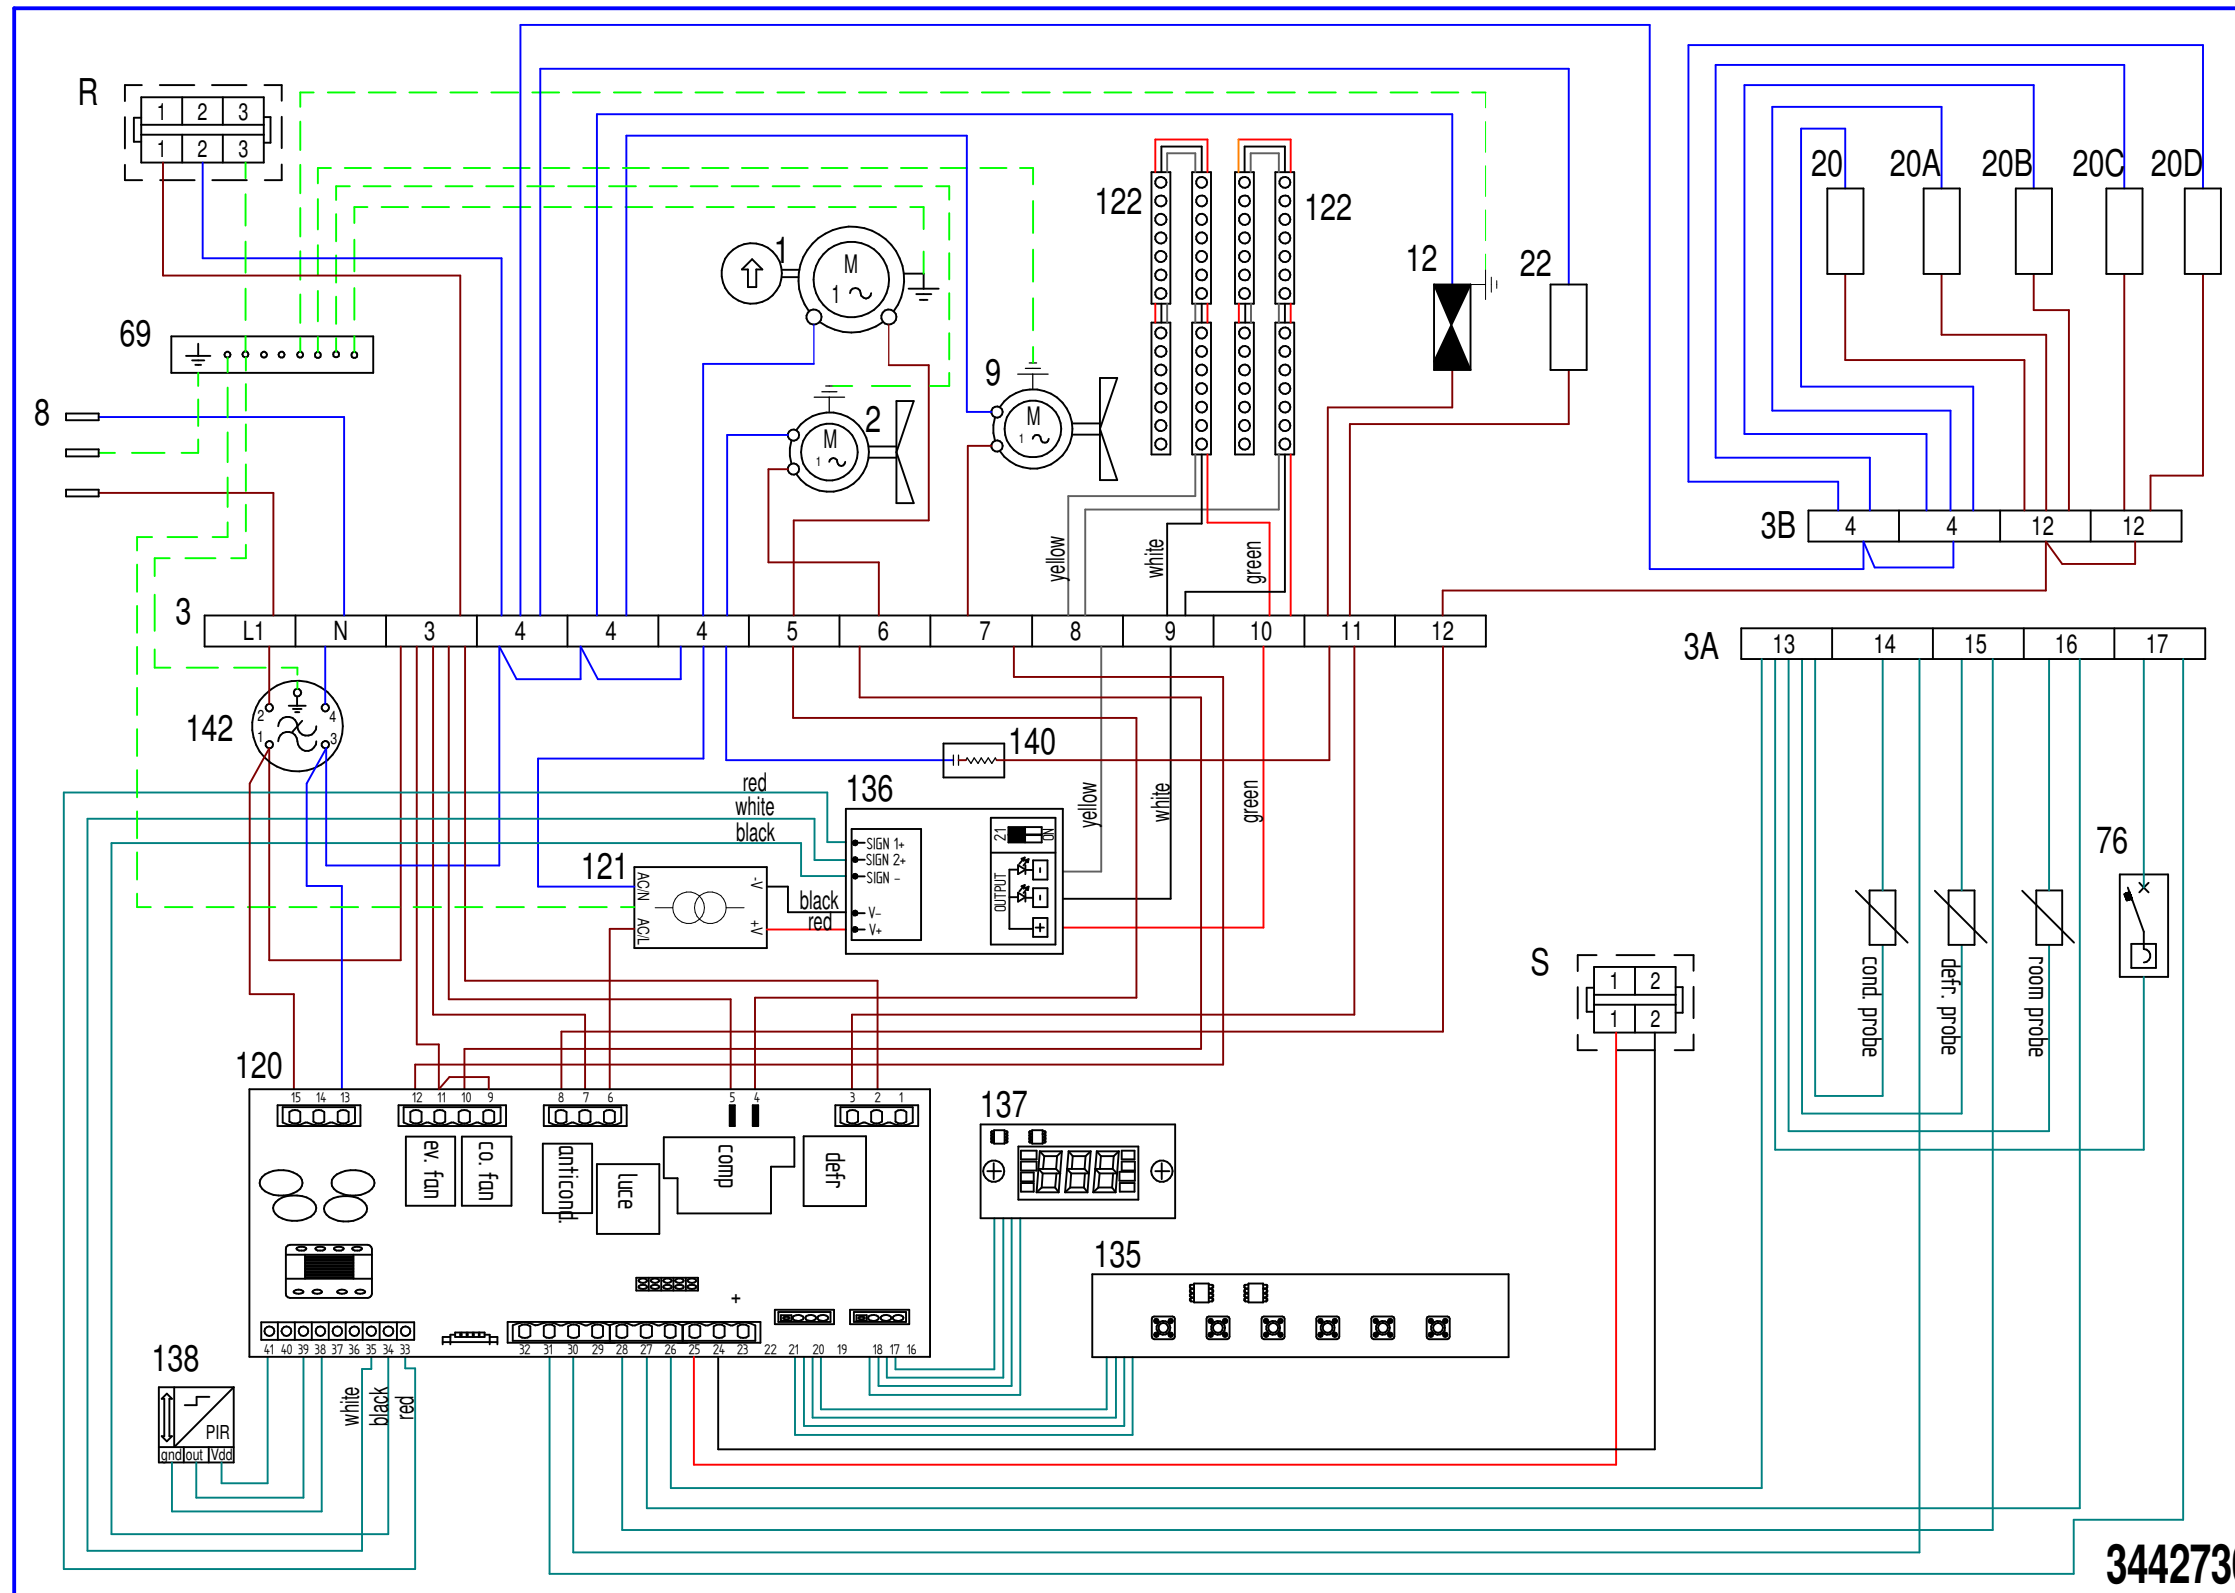 R
1 2 3
1 2 3
69
8
1
M
1
2
M
1
9
M
1
122
122
12
22
20
20A
20B
20C
20D
3B
4 4 12 12
yellow
white
green
3
L1 N 3 4 4 4 5 6 7 8 9 10 11 12
3A
13 14 15 16 17
142
2
4
1
3
140
red
white
black
136
yellow
white
green
SIGN 1+
SIGN 2+
SIGN -
V-
V+
21
ON
OUTPUT
-
-
+
121
AC/N
AC/L
-V
+V
black
red
76
cond. probe
defr. probe
room probe
S
1 2
1 2
120
15 14 13 12 11 10 9 8 7 6 5 4 3 2 1
ev. fan
co. fan
anticond.
luce
comp
defr
+
137
135
41 40 39 38 37 36 35 34 33 32 31 30 29 28 27 26 25 24 23 22 21 20 19 18 17 16
138
PIR
gnd out Vdd
white
black
red